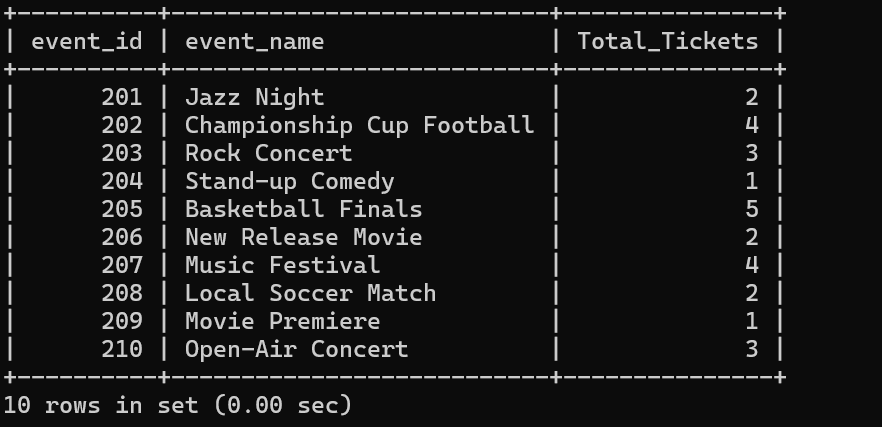 +----------+---------------------------+---------------+
| event_id | event_name                | Total_Tickets |
+----------+---------------------------+---------------+
|      201 | Jazz Night                |             2 |
|      202 | Championship Cup Football |             4 |
|      203 | Rock Concert              |             3 |
|      204 | Stand-up Comedy           |             1 |
|      205 | Basketball Finals         |             5 |
|      206 | New Release Movie         |             2 |
|      207 | Music Festival            |             4 |
|      208 | Local Soccer Match        |             2 |
|      209 | Movie Premiere            |             1 |
|      210 | Open-Air Concert          |             3 |
+----------+---------------------------+---------------+
10 rows in set (0.00 sec)